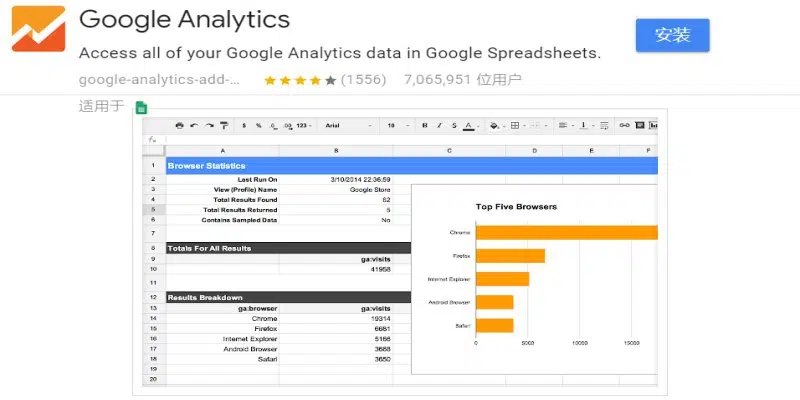 Google Analytics
Access all of your Google Analytics data in Google Spreadsheets.
安装
google-analytics-add-... (1556) 7,065,951 位用户
适用于
$ % .0 .00 123 Arial 18 B I S A
fx
A B C D E F
1 Browser Statistics
2 Last Run On 3/10/2014 22:36:59
3 View (Profile) Name Google Store
4 Total Results Found 52
5 Total Results Returned 5
6 Contains Sampled Data No
7
8 Totals For All Results
9 ga:visits
10 41958
11
12 Results Breakdown
13 ga:browser ga:visits
14 Chrome 19314
15 Firefox 6681
16 Internet Explorer 5166
17 Android Browser 3688
18 Safari 3650
19
20
Top Five Browsers
Chrome
Firefox
Internet Explorer
Android Browser
Safari
0 5000 10000 15000